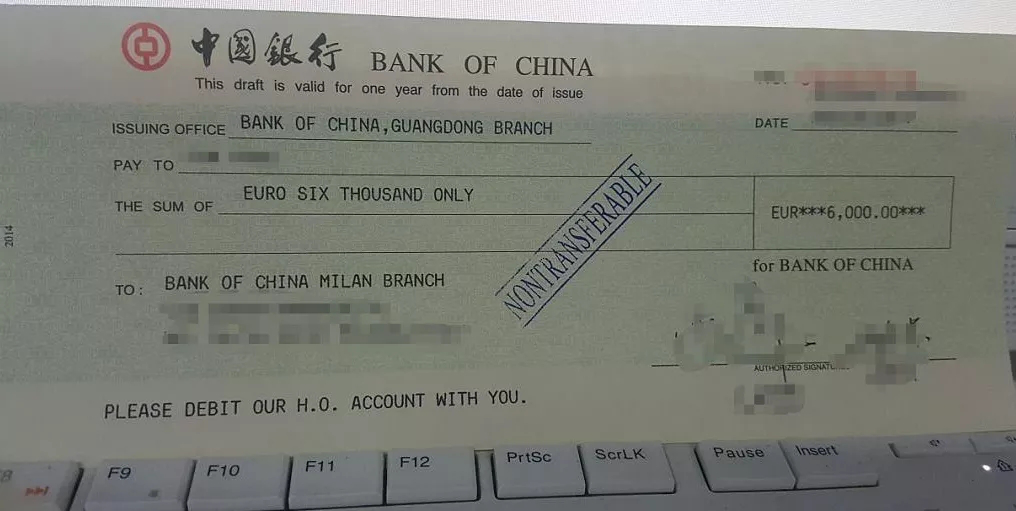 中國銀行 BANK OF CHINA
This draft is valid for one year from the date of issue
ISSUING OFFICE BANK OF CHINA,GUANGDONG BRANCH
DATE
PAY TO
THE SUM OF EURO SIX THOUSAND ONLY
EUR***6,000.00***
NONTRANSFERABLE
2014
TO: BANK OF CHINA MILAN BRANCH
for BANK OF CHINA
AUTHORIZED
PLEASE DEBIT OUR H.O. ACCOUNT WITH YOU.
F9 F10 F11 F12 PrtSc ScrLK Pause Insert